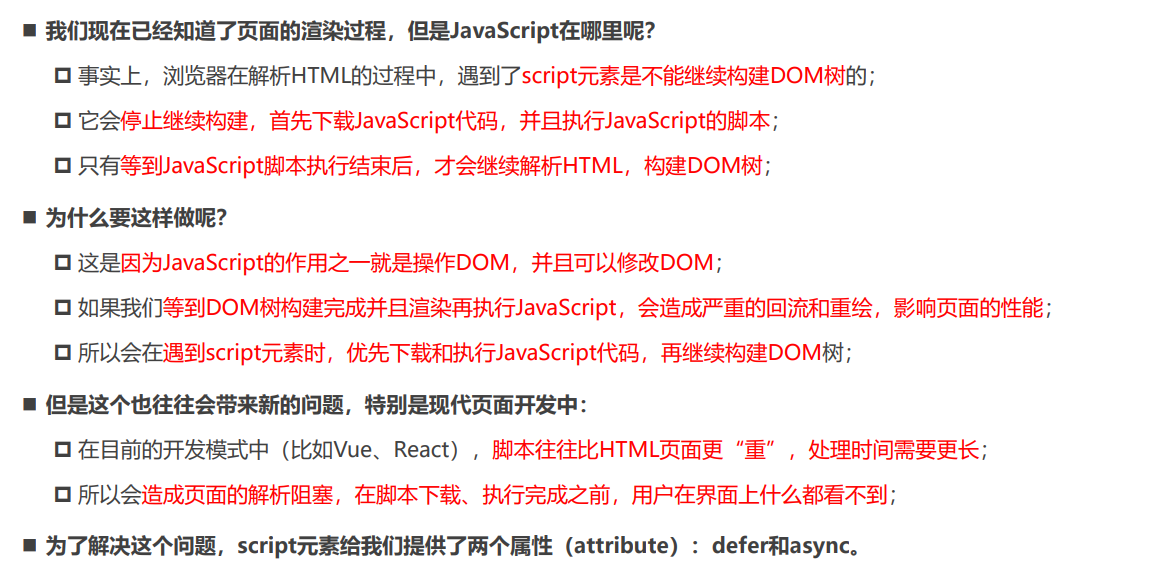 我们现在已经知道了页面的渲染过程，但是JavaScript在哪里呢？
事实上，浏览器在解析HTML的过程中，遇到了script元素是不能继续构建DOM树的；
它会停止继续构建，首先下载JavaScript代码，并且执行JavaScript的脚本；
只有等到JavaScript脚本执行结束后，才会继续解析HTML，构建DOM树；
为什么要这样做呢？
这是因为JavaScript的作用之一就是操作DOM，并且可以修改DOM；
如果我们等到DOM树构建完成并且渲染再执行JavaScript，会造成严重的回流和重绘，影响页面的性能；
所以会在遇到script元素时，优先下载和执行JavaScript代码，再继续构建DOM树；
但是这个也往往会带来新的问题，特别是现代页面开发中：
在目前的开发模式中（比如Vue、React），脚本往往比HTML页面更“重”，处理时间需要更长；
所以会造成页面的解析阻塞，在脚本下载、执行完成之前，用户在界面上什么都看不到；
为了解决这个问题，script元素给我们提供了两个属性（attribute）：defer和async。